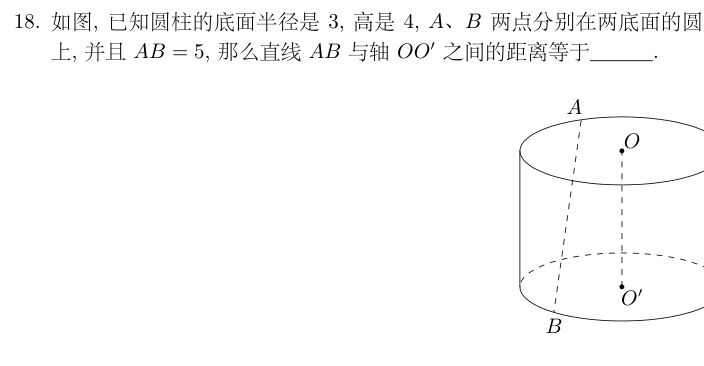 18. 如图, 已知圆柱的底面半径是 3, 高是 4, A、B 两点分别在两底面的圆
上, 并且 AB = 5, 那么直线 AB 与轴 OO′ 之间的距离等于______.
A
O
O′
B